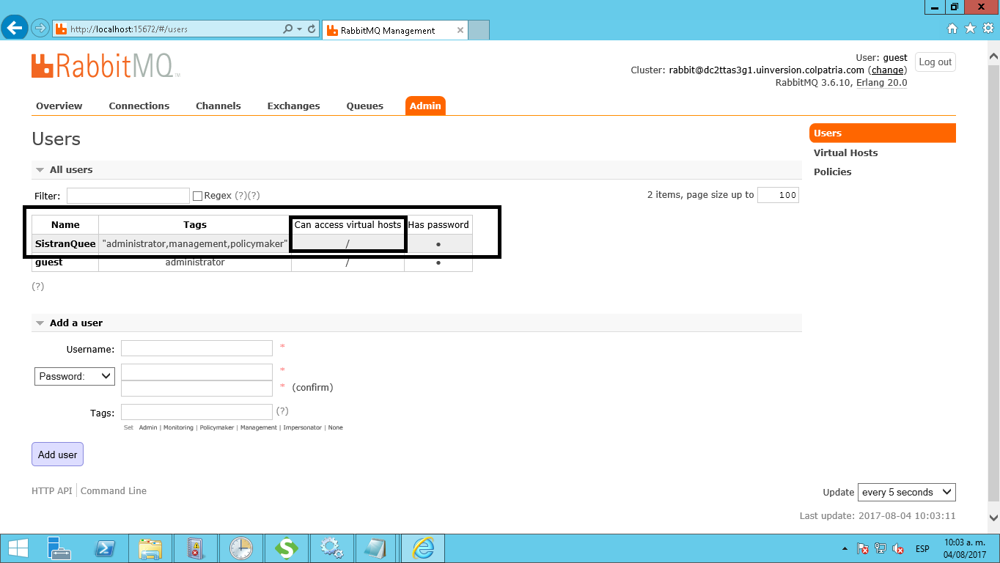 http://localhost:15672/#/users
RabbitMQ Management
RabbitMQ™
User: guest
Log out
Cluster: rabbit@dc2ttas3g1.uinversion.colpatria.com (change)
RabbitMQ 3.6.10, Erlang 20.0
Overview Connections Channels Exchanges Queues Admin
Users
Users
Virtual Hosts
Policies
All users
Filter: Regex (?)(?) 2 items, page size up to 100
Name Tags Can access virtual hosts Has password
SistranQuee "administrator,management,policymaker" / ●
guest administrator / ●
(?)
Add a user
Username: *
Password: *
* (confirm)
Tags: (?)
Set Admin | Monitoring | Policymaker | Management | Impersonator | None
Add user
HTTP API Command Line
Update every 5 seconds
Last update: 2017-08-04 10:03:11
ESP
10:03 a. m.
04/08/2017